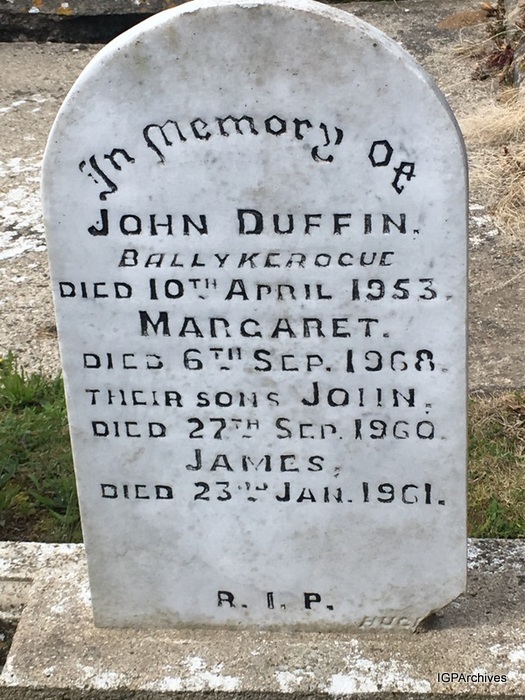 In Memory Of
JOHN DUFFIN.
BALLYKEROGUE
DIED 10TH APRIL 1953.
MARGARET.
DIED 6TH SEP. 1968.
THEIR SONS JOHN,
DIED 27TH SEP. 1960.
JAMES,
DIED 23RD JAN. 1961.
R. I. P.
IGPArchives